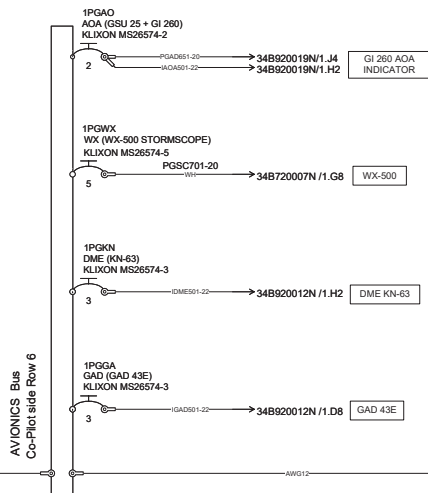 1PGAO
AOA (GSU 25 + GI 260)
KLIXON MS26574-2
2
PGAD651-20
IAOA501-22
34B920019N/1.J4
34B920019N/1.H2
GI 260 AOA
INDICATOR
1PGWX
WX (WX-500 STORMSCOPE)
KLIXON MS26574-5
5
PGSC701-20
WH
34B720007N /1.G8
WX-500
1PGKN
DME (KN-63)
KLIXON MS26574-3
3
IDME501-22
34B920012N /1.H2
DME KN-63
1PGGA
GAD (GAD 43E)
KLIXON MS26574-3
3
IGAD501-22
34B920012N /1.D8
GAD 43E
AVIONICS Bus
Co-Pilot side Row 6
AWG12